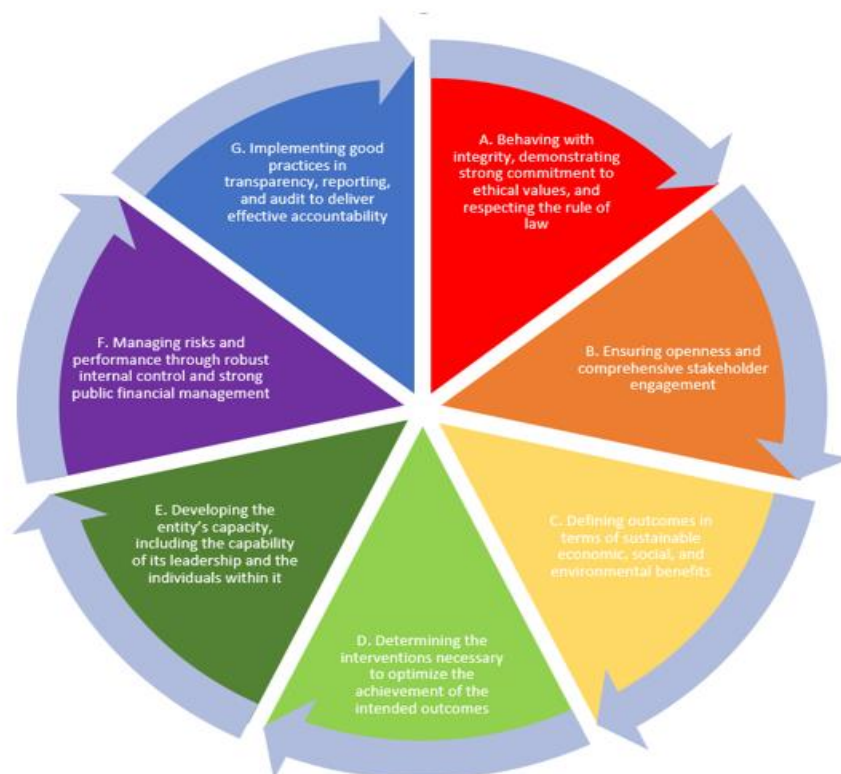 A. Behaving with
integrity, demonstrating
strong commitment to
ethical values, and
respecting the rule of
law
B. Ensuring openness and
comprehensive stakeholder
engagement
C. Defining outcomes in
terms of sustainable
economic, social, and
environmental benefits
D. Determining the
interventions necessary
to optimize the
achievement of the
intended outcomes
E. Developing the
entity's capacity,
including the capability
of its leadership and the
individuals within it
F. Managing risks and
performance through robust
internal control and strong
public financial management
G. Implementing good
practices in
transparency, reporting,
and audit to deliver
effective accountability